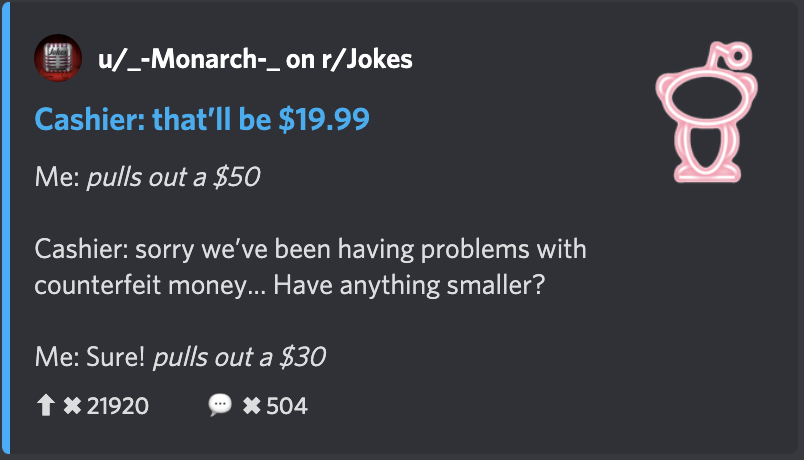 u/_-Monarch-_ on r/Jokes
Cashier: that’ll be $19.99
Me: pulls out a $50
Cashier: sorry we’ve been having problems with
counterfeit money... Have anything smaller?
Me: Sure! pulls out a $30
⬆ ✖ 21920 💬 ✖ 504